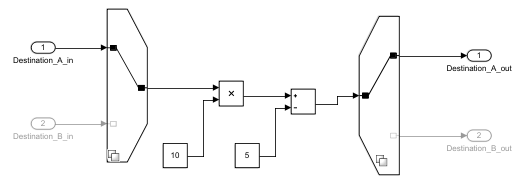 1
Destination_A_in
2
Destination_B_in
×
10
+
−
5
1
Destination_A_out
2
Destination_B_out